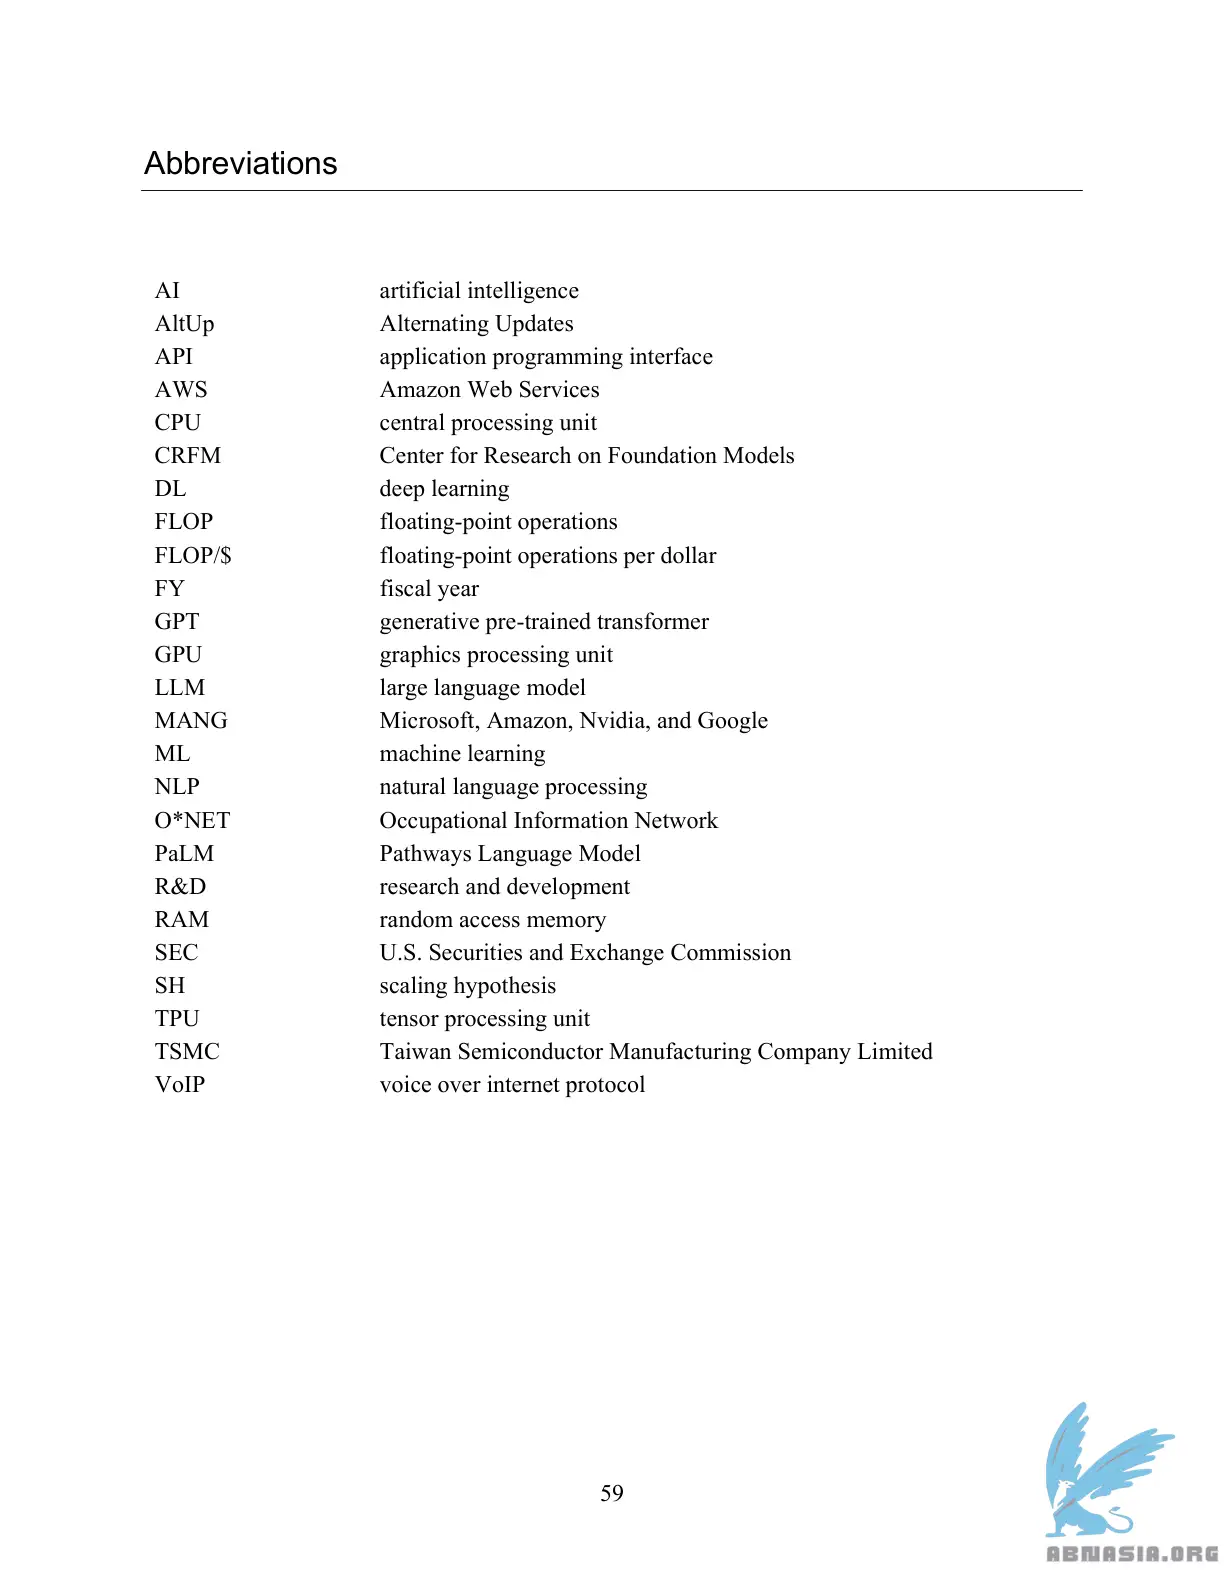 Abbreviations
AI artificial intelligence
AltUp Alternating Updates
API application programming interface
AWS Amazon Web Services
CPU central processing unit
CRFM Center for Research on Foundation Models
DL deep learning
FLOP floating-point operations
FLOP/$ floating-point operations per dollar
FY fiscal year
GPT generative pre-trained transformer
GPU graphics processing unit
LLM large language model
MANG Microsoft, Amazon, Nvidia, and Google
ML machine learning
NLP natural language processing
O*NET Occupational Information Network
PaLM Pathways Language Model
R&D research and development
RAM random access memory
SEC U.S. Securities and Exchange Commission
SH scaling hypothesis
TPU tensor processing unit
TSMC Taiwan Semiconductor Manufacturing Company Limited
VoIP voice over internet protocol
59
ABNASIA.ORG